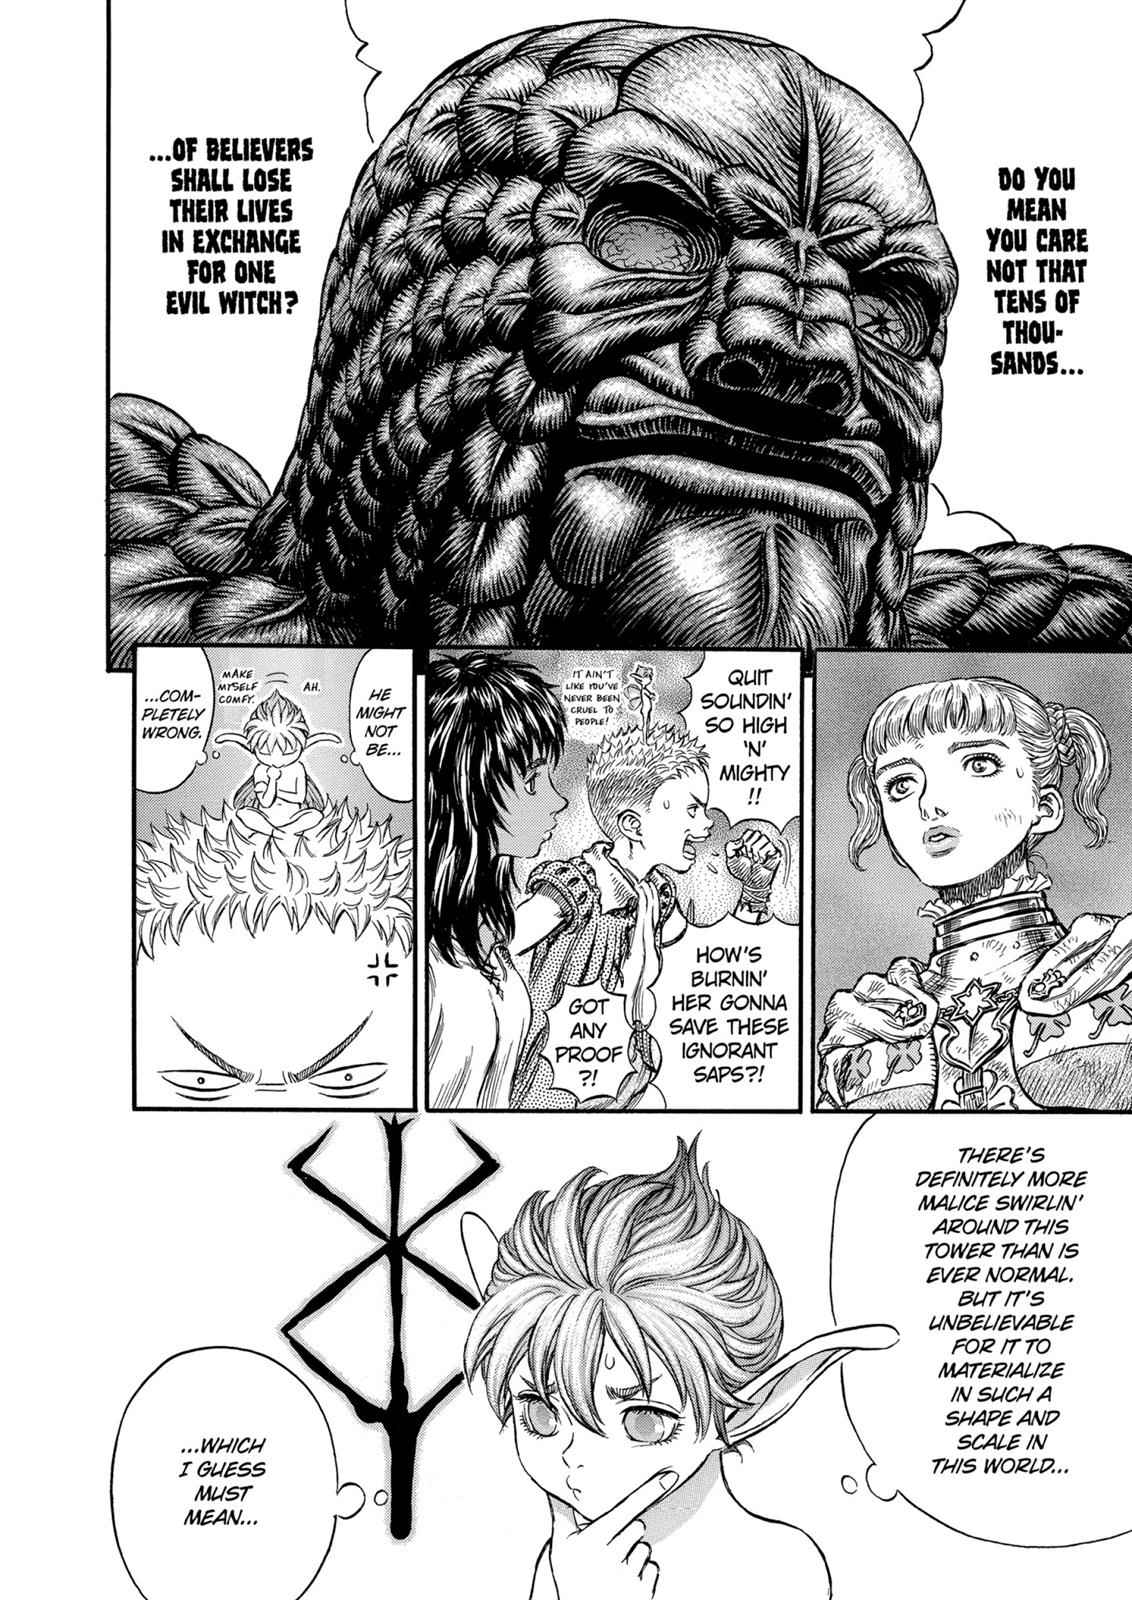 DO YOU
MEAN
YOU CARE
NOT THAT
TENS OF
THOU-
SANDS...
...OF BELIEVERS
SHALL LOSE
THEIR LIVES
IN EXCHANGE
FOR ONE
EVIL WITCH?
QUIT
SOUNDIN'
SO HIGH
'N'
MIGHTY
!!
IT AIN'T
LIKE YOU'VE
NEVER BEEN
CRUEL TO
PEOPLE!
HOW'S
BURNIN'
HER GONNA
SAVE THESE
IGNORANT
SAPS?!
GOT
ANY
PROOF
?!
HE
MIGHT
NOT
BE...
AH.
MAKE
MYSELF
COMFY.
...COM-
PLETELY
WRONG.
THERE'S
DEFINITELY MORE
MALICE SWIRLIN'
AROUND THIS
TOWER THAN IS
EVER NORMAL.
BUT IT'S
UNBELIEVABLE
FOR IT TO
MATERIALIZE
IN SUCH A
SHAPE AND
SCALE IN
THIS WORLD...
...WHICH
I GUESS
MUST
MEAN...